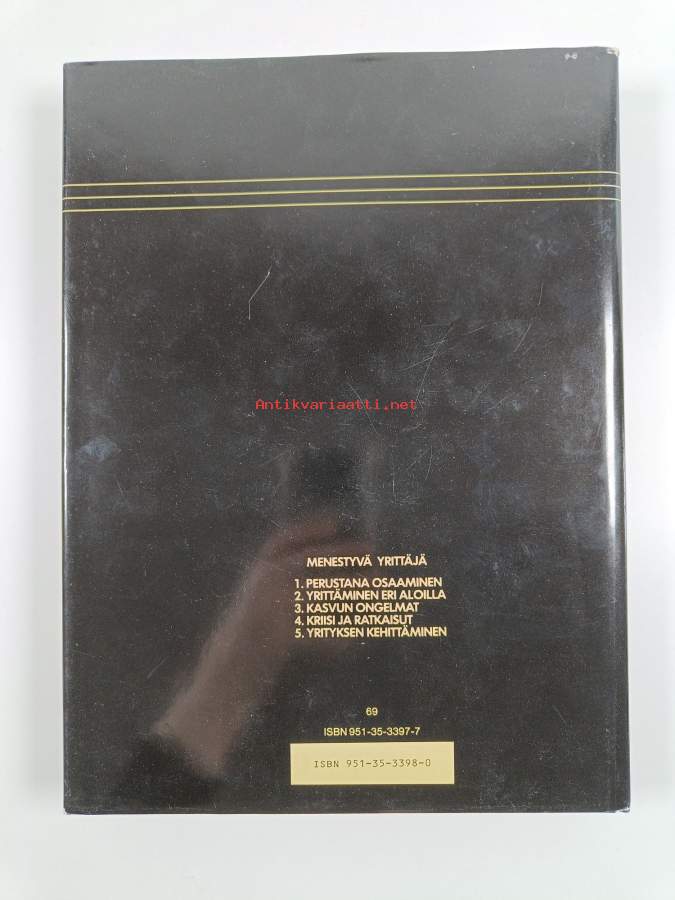 Antikvariaatti.net
MENESTYVÄ YRITTÄJÄ
1. PERUSTANA OSAAMINEN
2. YRITTÄMINEN ERI ALOILLA
3. KASVUN ONGELMAT
4. KRIISI JA RATKAISUT
5. YRITYKSEN KEHITTÄMINEN
69
ISBN 951-35-3397-7
ISBN 951-35-3398-0